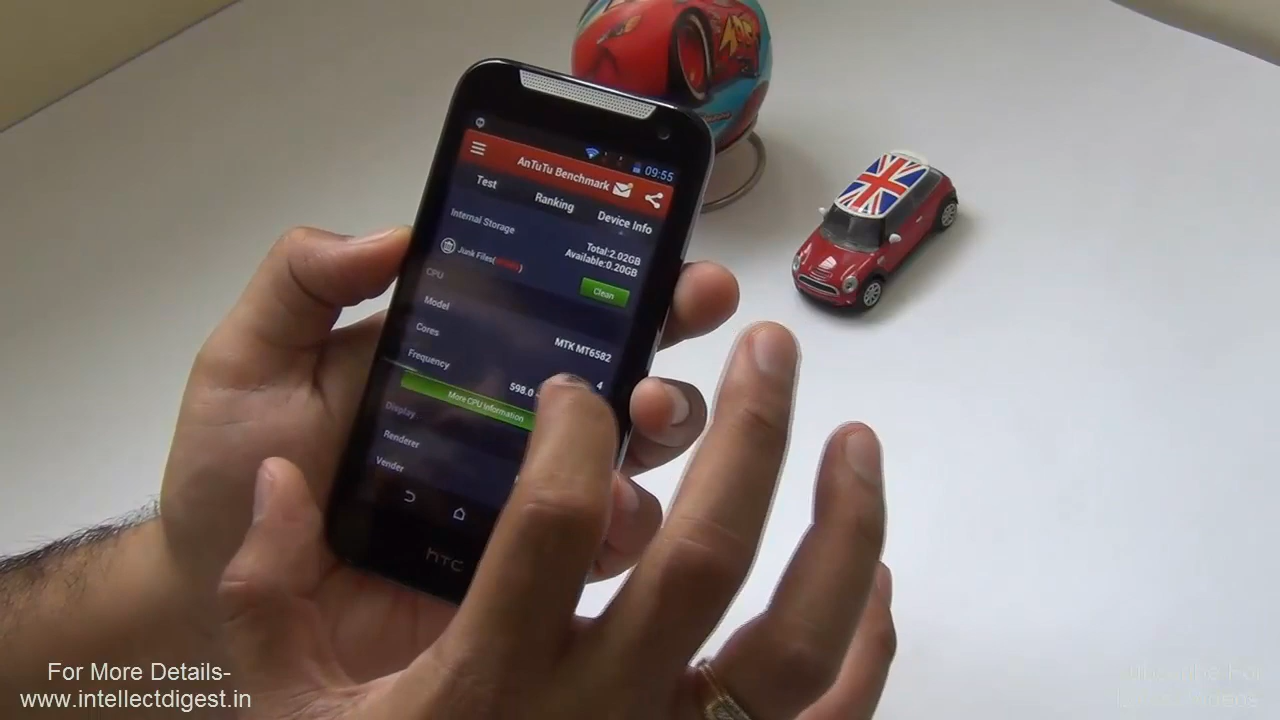 09:55
AnTuTu Benchmark
Test
Ranking
Device Info
Internal Storage
Total:2.02GB
Available:0.20GB
Junk Files(
Clean
CPU
Model
MTK MT6582
Cores
4
Frequency
598.0
More CPU Information
Display
Renderer
Vender
hTC
For More Details-
www.intellectdigest.in